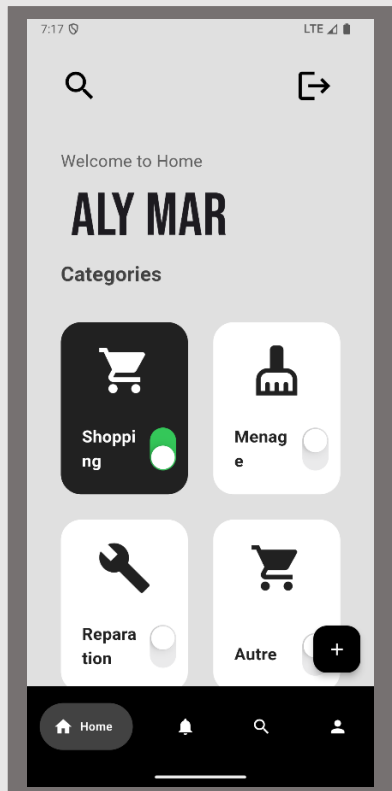 7:17
LTE
Welcome to Home
ALY MAR
Categories
Shoppi
ng
Menag
e
Repara
tion
Autre
+
Home